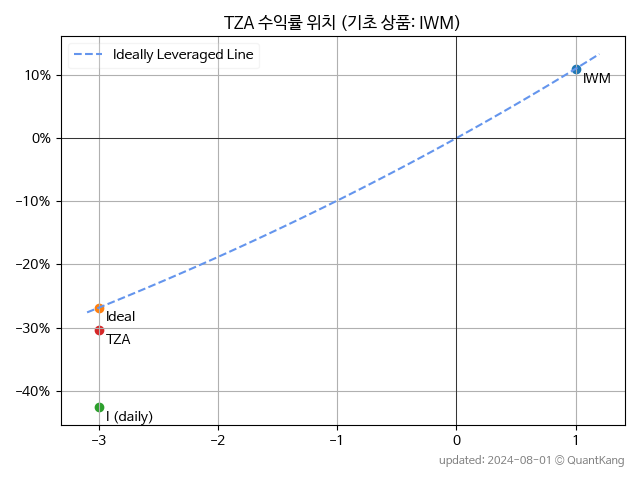 TZA 수익률 위치 (기초 상품: IWM)
Ideally Leveraged Line
10%
0%
−10%
−20%
−30%
−40%
IWM
Ideal
TZA
I (daily)
−3
−2
−1
0
1
updated: 2024-08-01 © QuantKang